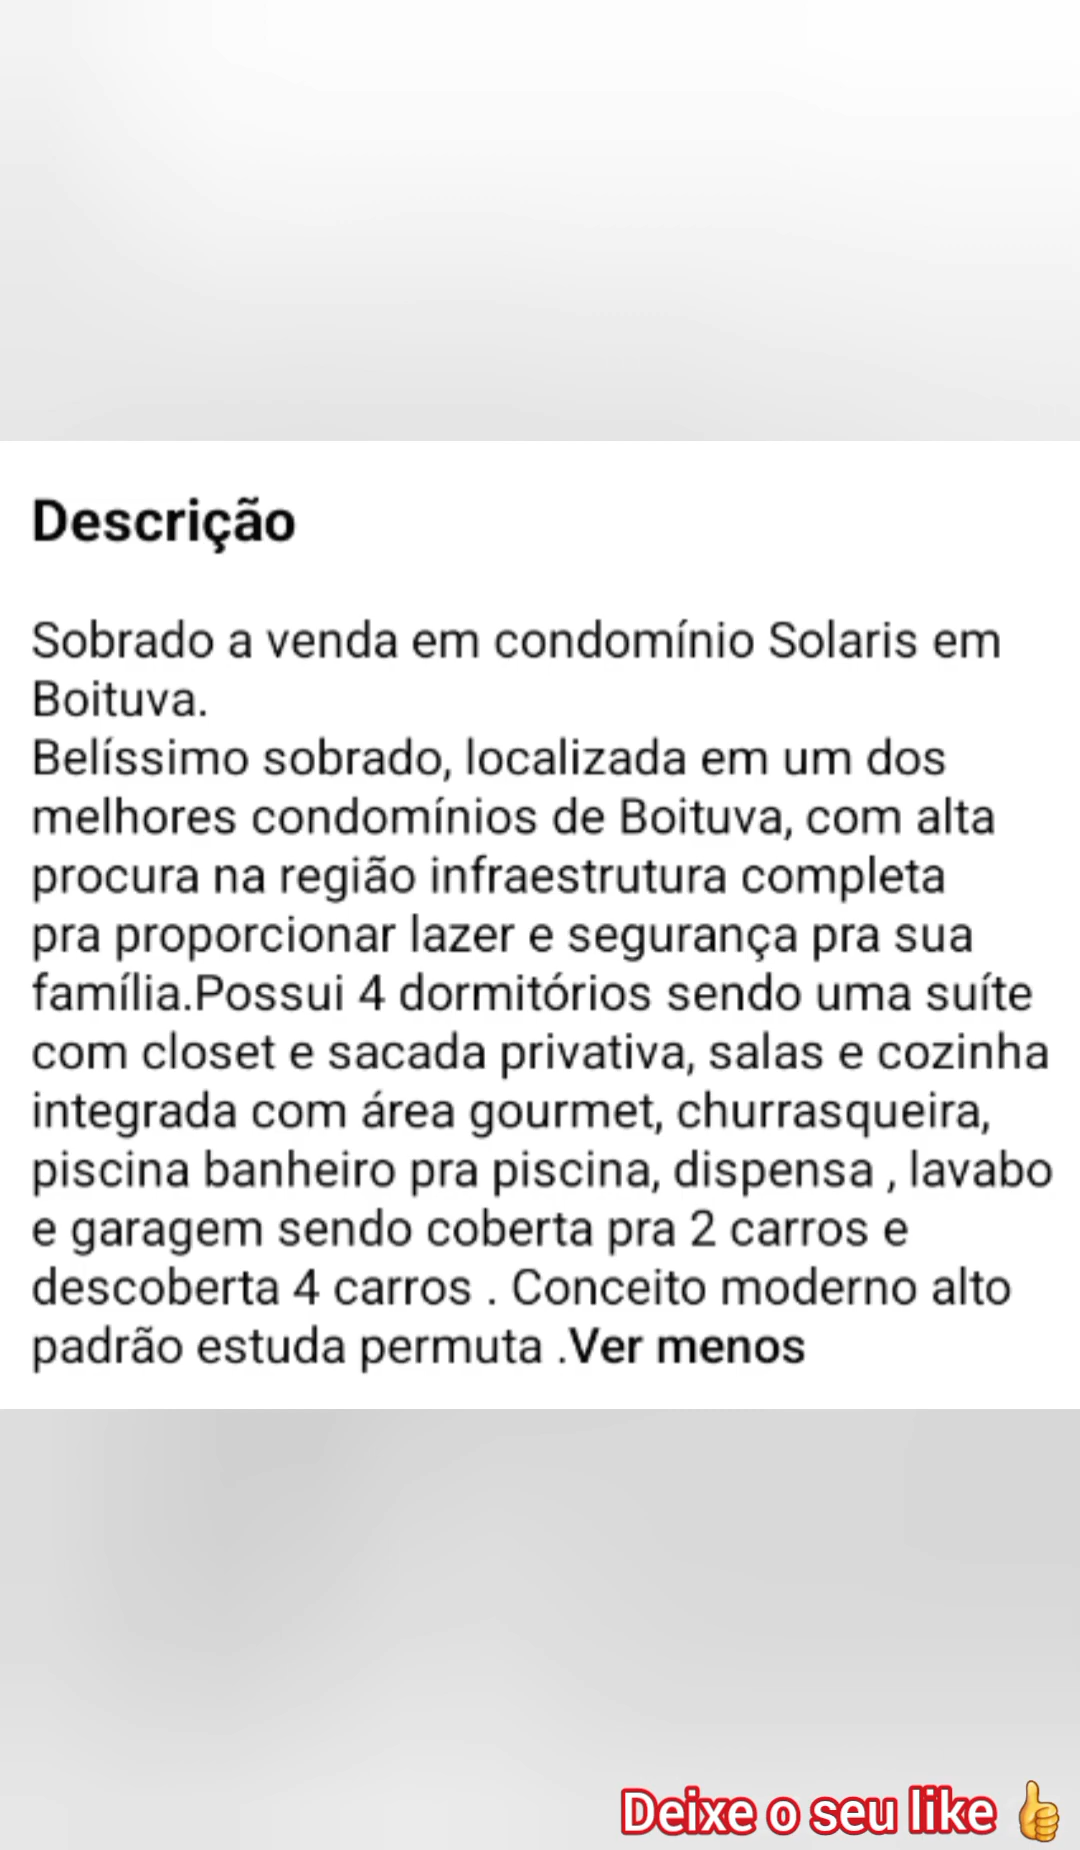 Descrição
Sobrado a venda em condomínio Solaris em
Boituva.
Belíssimo sobrado, localizada em um dos
melhores condomínios de Boituva, com alta
procura na região infraestrutura completa
pra proporcionar lazer e segurança pra sua
família.Possui 4 dormitórios sendo uma suíte
com closet e sacada privativa, salas e cozinha
integrada com área gourmet, churrasqueira,
piscina banheiro pra piscina, dispensa , lavabo
e garagem sendo coberta pra 2 carros e
descoberta 4 carros . Conceito moderno alto
padrão estuda permuta .Ver menos
Deixe o seu like 👍